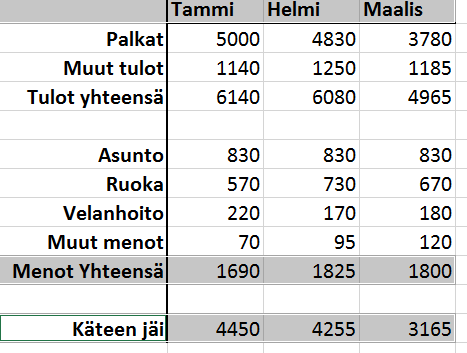 Tammi Helmi Maalis
Palkat 5000 4830 3780
Muut tulot 1140 1250 1185
Tulot yhteensä 6140 6080 4965
Asunto 830 830 830
Ruoka 570 730 670
Velanhoito 220 170 180
Muut menot 70 95 120
Menot Yhteensä 1690 1825 1800
Käteen jäi 4450 4255 3165